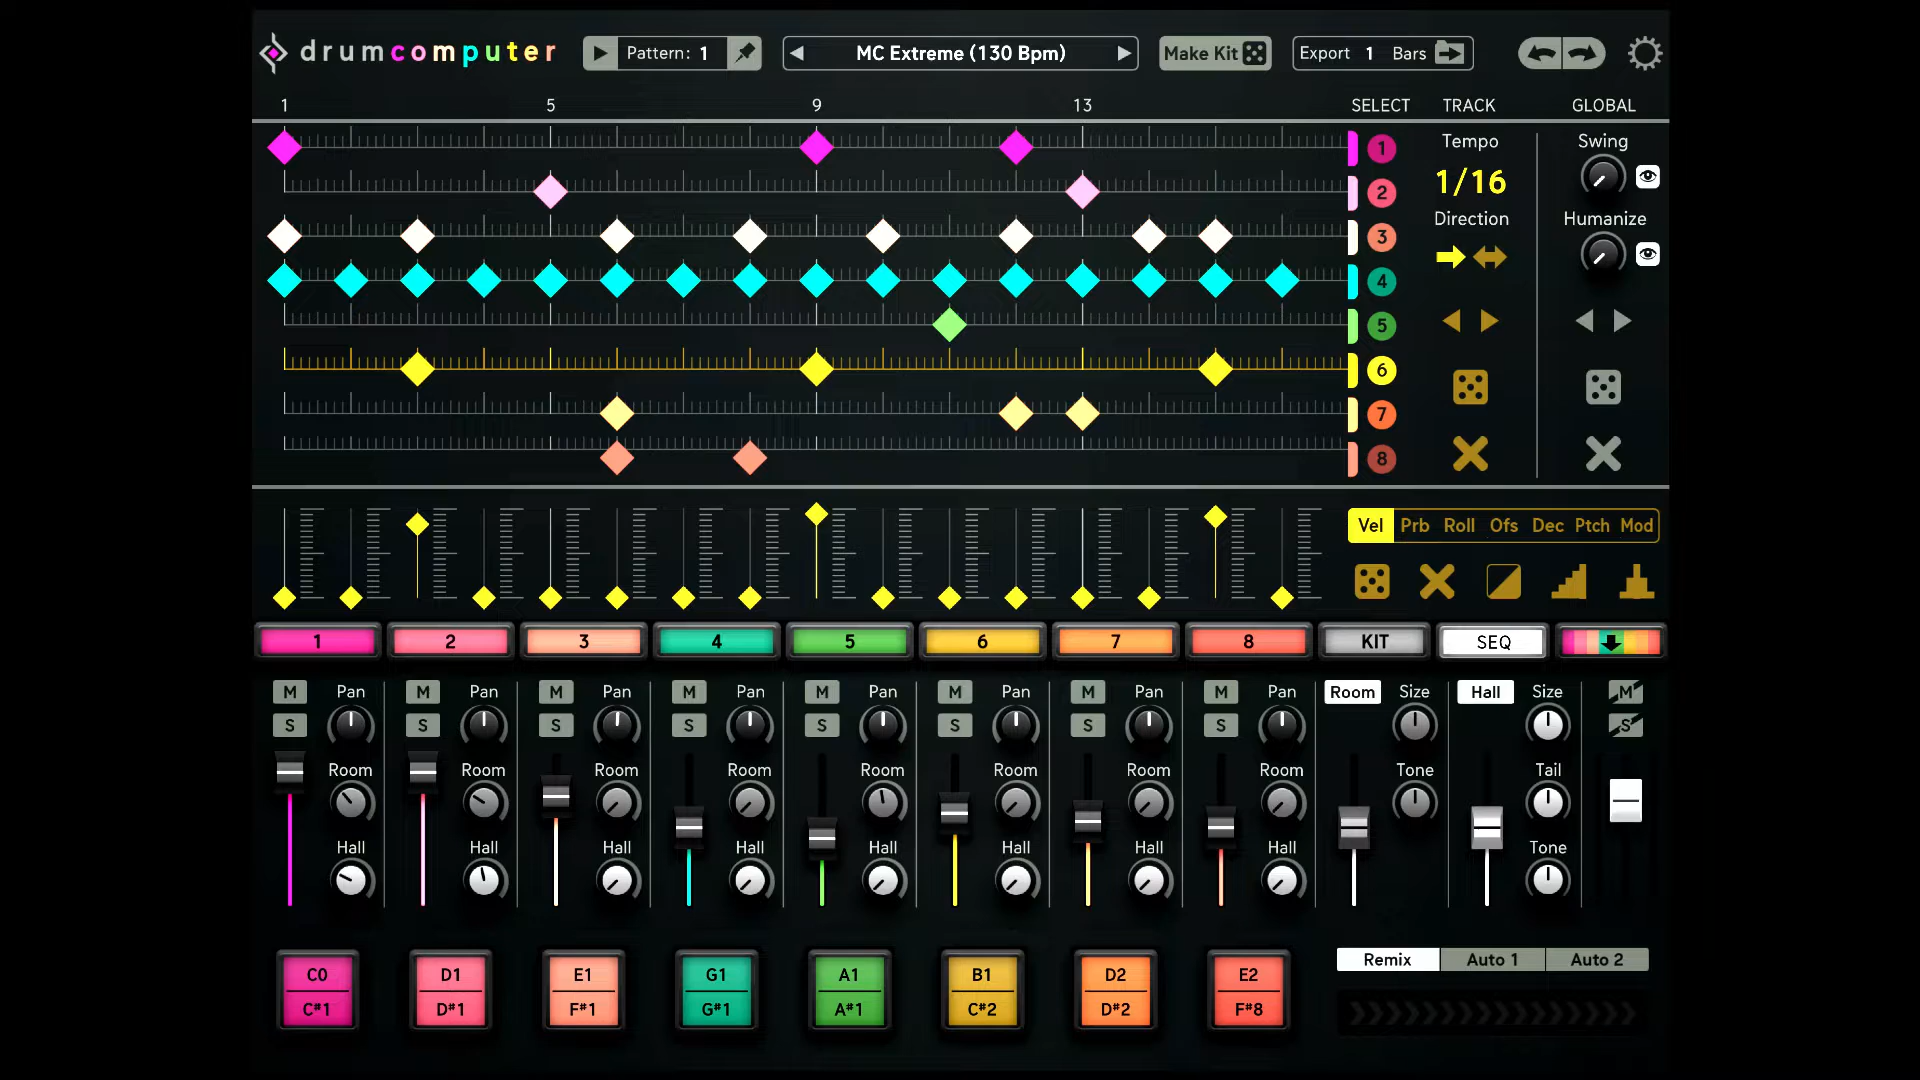 drumcomputer Pattern: 1 MC Extreme (130 Bpm) Make Kit Export 1 Bars
1 5 9 13 SELECT TRACK GLOBAL
Tempo Swing
1
1/16
2
Direction Humanize
3
4
5
6
7
8
Vel Prb Roll Ofs Dec Ptch Mod
1 2 3 4 5 6 7 8 KIT SEQ
M Pan M Pan M Pan M Pan M Pan M Pan M Pan M Pan Room Size Hall Size M
S S S S S S S S S
Room Room Room Room Room Room Room Room Tone Tail
Hall Hall Hall Hall Hall Hall Hall Hall Tone
Remix Auto 1 Auto 2
C0 D1 E1 G1 A1 B1 D2 E2
C#1 D#1 F#1 G#1 A#1 C#2 D#2 F#8